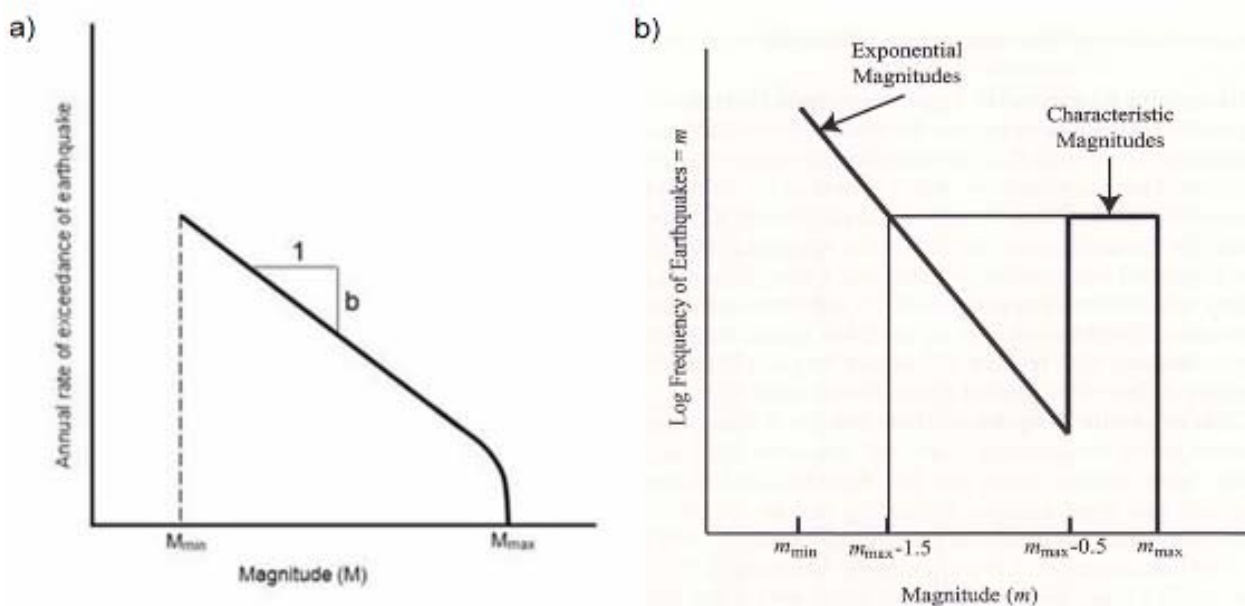 a)
Annual rate of exceedance of earthquake
1
b
Mmin
Mmax
Magnitude (M)
b)
Exponential
Magnitudes
Characteristic
Magnitudes
Log Frequency of Earthquakes = m
mmin
mmax-1.5
mmax-0.5
mmax
Magnitude (m)